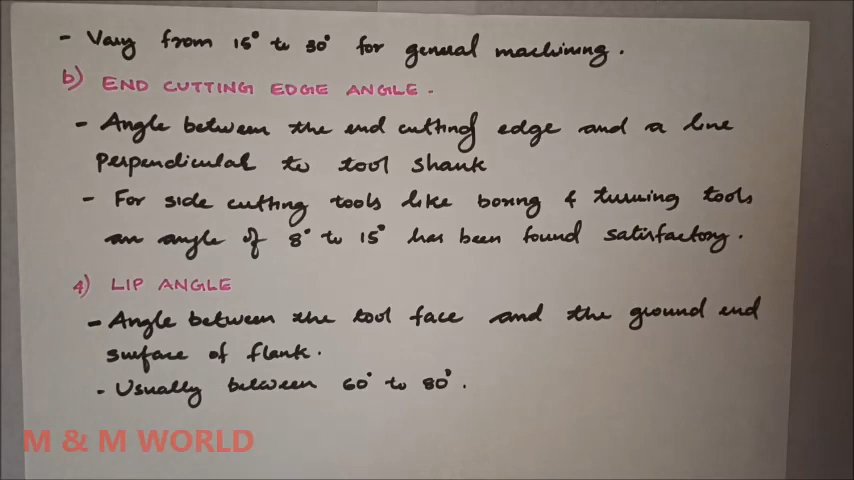 - Vary from 15° to 30° for general machining.
b) END CUTTING EDGE ANGLE.
- Angle between the end cutting edge and a line
perpendicular to tool shank
- For side cutting tools like boring & turning tools
an angle of 8° to 15° has been found satisfactory.
4) LIP ANGLE
- Angle between the tool face and the ground end
surface of flank.
- Usually between 60° to 80°.
M & M WORLD